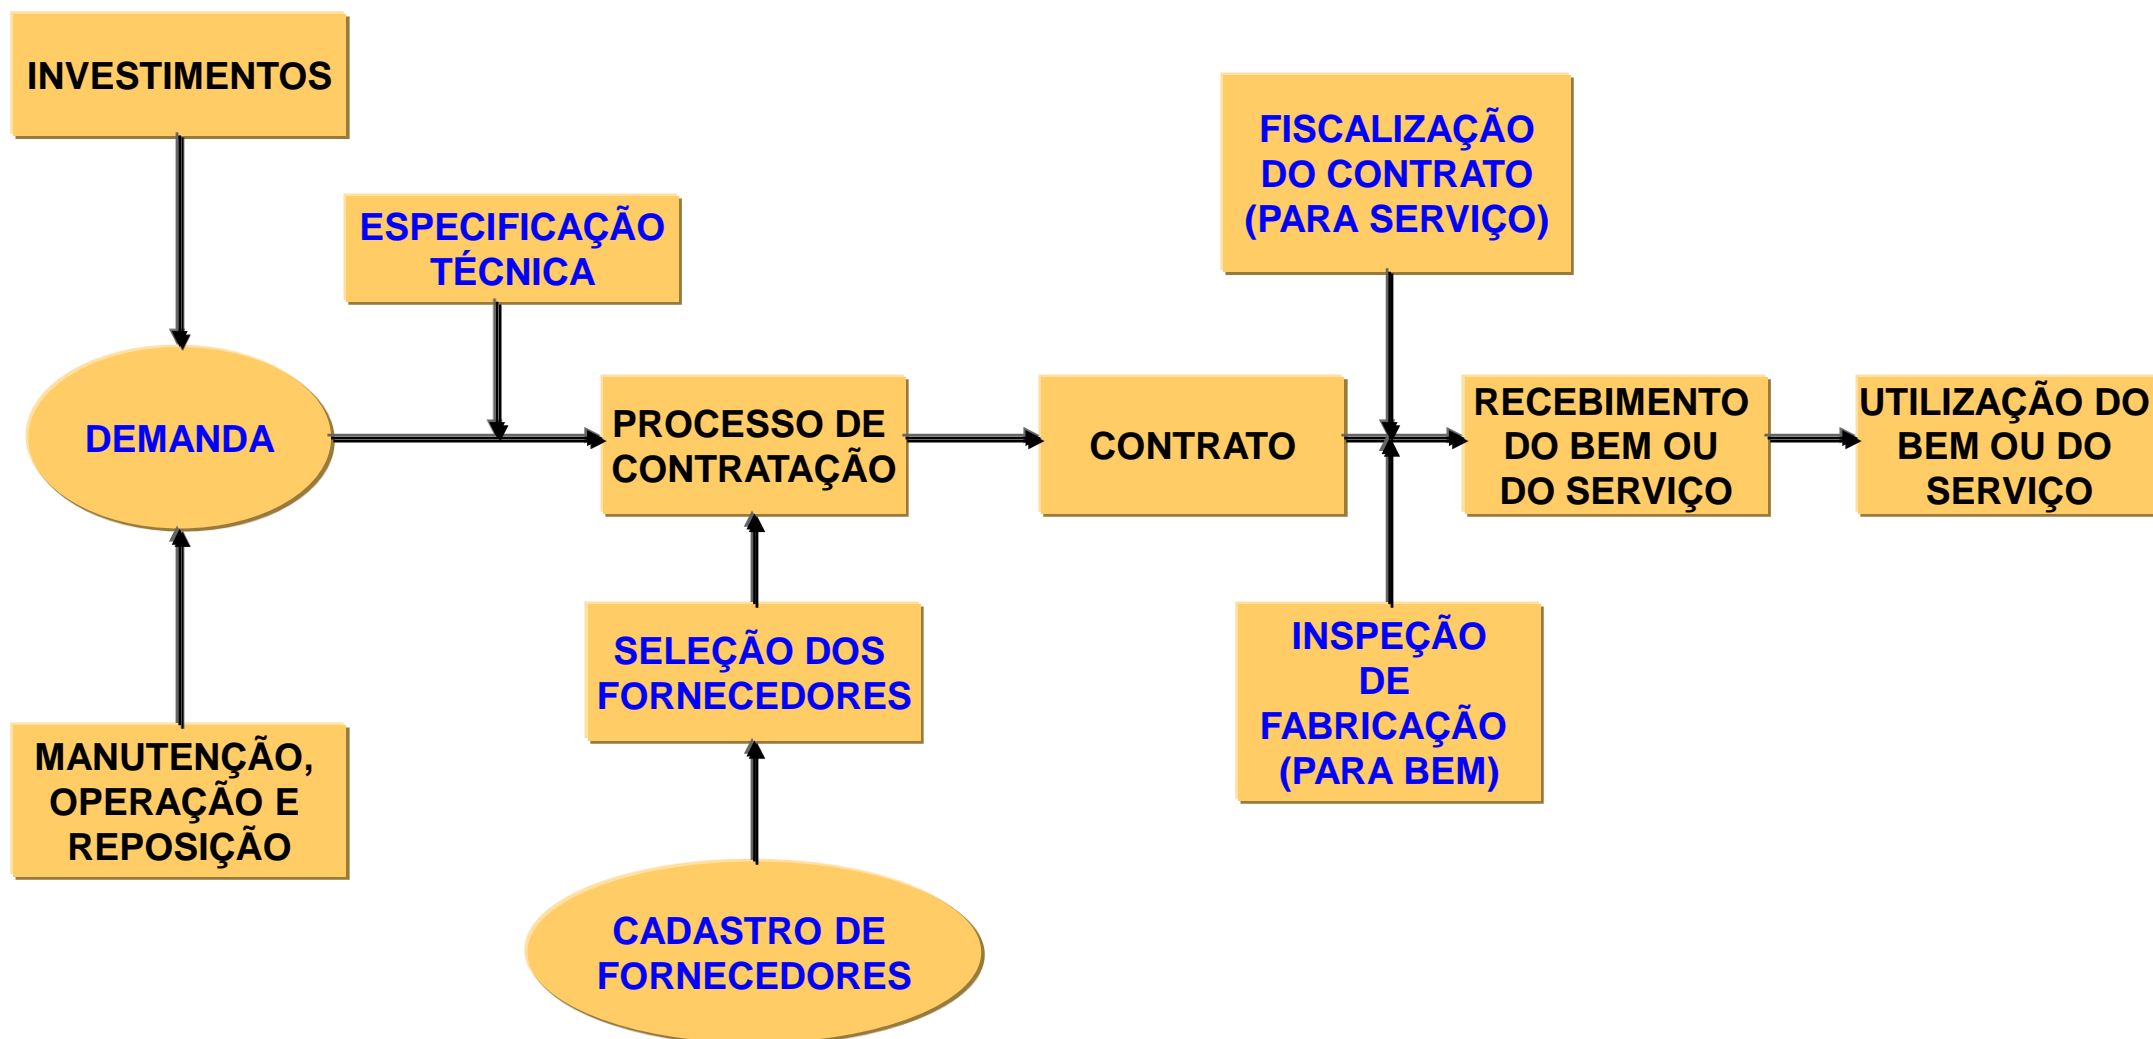 INVESTIMENTOS
ESPECIFICAÇÃO
TÉCNICA
FISCALIZAÇÃO
DO CONTRATO
(PARA SERVIÇO)
DEMANDA
PROCESSO DE
CONTRATAÇÃO
CONTRATO
RECEBIMENTO
DO BEM OU
DO SERVIÇO
UTILIZAÇÃO DO
BEM OU DO
SERVIÇO
MANUTENÇÃO,
OPERAÇÃO E
REPOSIÇÃO
SELEÇÃO DOS
FORNECEDORES
INSPEÇÃO
DE
FABRICAÇÃO
(PARA BEM)
CADASTRO DE
FORNECEDORES